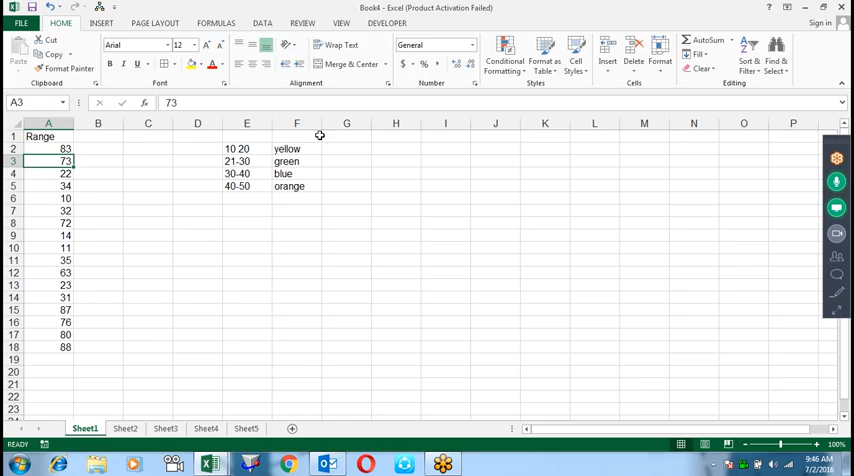 Book4 - Excel (Product Activation Failed)
FILE HOME INSERT PAGE LAYOUT FORMULAS DATA REVIEW VIEW DEVELOPER Sign in
Paste
Cut
Copy
Format Painter
Clipboard
Arial 12
B I U
Font
Wrap Text
Merge & Center
Alignment
General
$ % ,
Number
Conditional Formatting
Format as Table
Cell Styles
Styles
Insert Delete Format
Cells
AutoSum
Fill
Clear
Sort & Filter
Find & Select
Editing
A3 fx 73
A B C D E F G H I J K L M N O P
1 Range
2 83 10 20 yellow
3 73 21-30 green
4 22 30-40 blue
5 34 40-50 orange
6 10
7 32
8 72
9 14
10 11
11 35
12 63
13 23
14 31
15 87
16 76
17 80
18 88
19
20
21
22
23
Sheet1 Sheet2 Sheet3 Sheet4 Sheet5
READY 100%
9:46 AM
7/2/2016